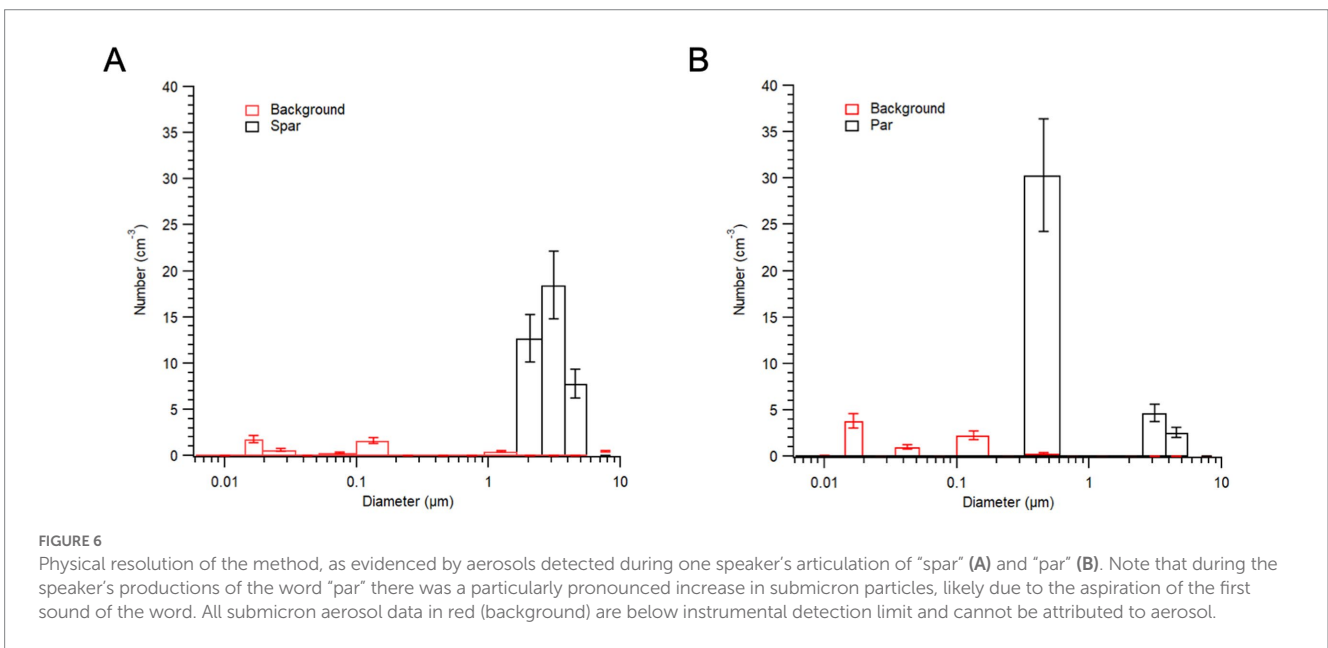 A
40
35
30
25
20
15
10
5
0
Number (cm-3)
Background
Spar
0.01
0.1
1
10
Diameter (µm)
B
40
35
30
25
20
15
10
5
0
Number (cm-3)
Background
Par
0.01
0.1
1
10
Diameter (µm)
FIGURE 6
Physical resolution of the method, as evidenced by aerosols detected during one speaker’s articulation of “spar” (A) and “par” (B). Note that during the
speaker’s productions of the word “par” there was a particularly pronounced increase in submicron particles, likely due to the aspiration of the first
sound of the word. All submicron aerosol data in red (background) are below instrumental detection limit and cannot be attributed to aerosol.